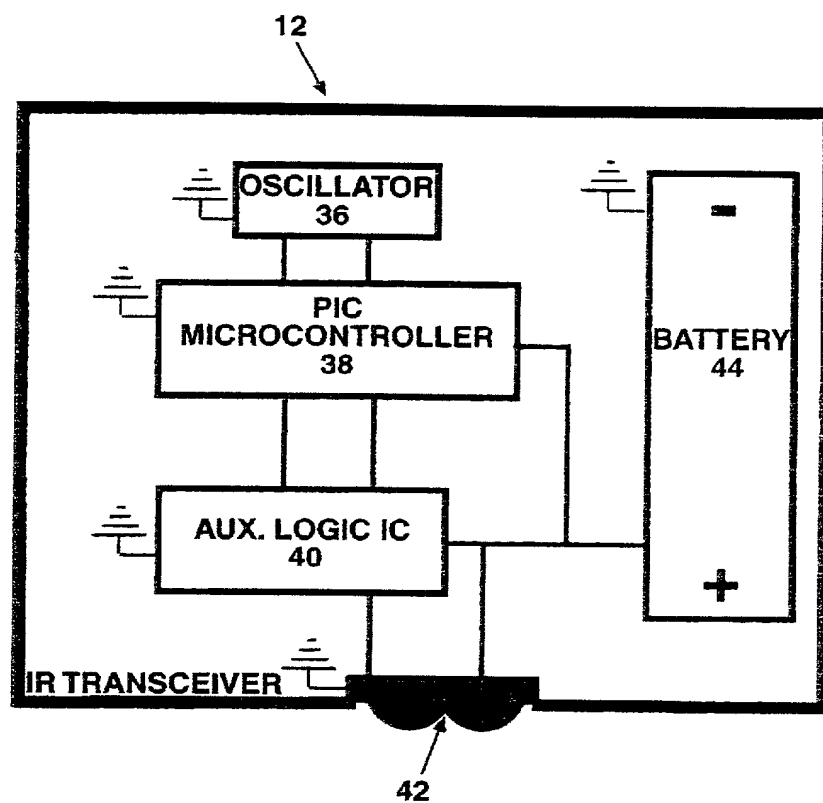 12
OSCILLATOR
36
PIC
MICROCONTROLLER
38
BATTERY
44
AUX. LOGIC IC
40
IR TRANSCEIVER
42